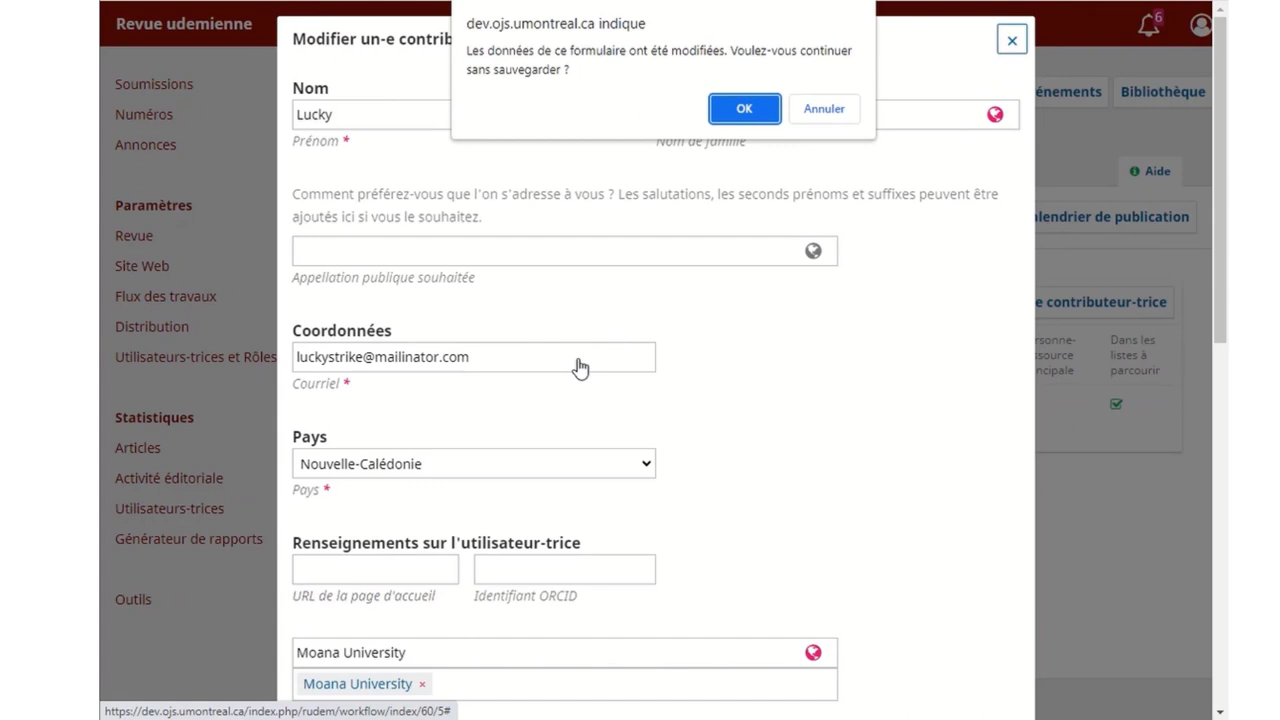 Revue udemienne
6
dev.ojs.umontreal.ca indique
Les données de ce formulaire ont été modifiées. Voulez-vous continuer
sans sauvegarder ?
OK
Annuler
Modifier un-e contrib
×
Soumissions
Numéros
Annonces
Paramètres
Revue
Site Web
Flux des travaux
Distribution
Utilisateurs-trices et Rôles
Statistiques
Articles
Activité éditoriale
Utilisateurs-trices
Générateur de rapports
Outils
Nom
Lucky
Prénom *
Nom de famille
Comment préférez-vous que l'on s'adresse à vous ? Les salutations, les seconds prénoms et suffixes peuvent être
ajoutés ici si vous le souhaitez.
Appellation publique souhaitée
Coordonnées
luckystrike@mailinator.com
Courriel *
Pays
Nouvelle-Calédonie
Pays *
Renseignements sur l'utilisateur-trice
URL de la page d'accueil
Identifiant ORCID
Moana University
Moana University ×
énements
Bibliothèque
Aide
lendrier de publication
e contributeur-trice
rsonne-
ssource
ncipale
Dans les
listes à
parcourir
https://dev.ojs.umontreal.ca/index.php/rudem/workflow/index/60/5#